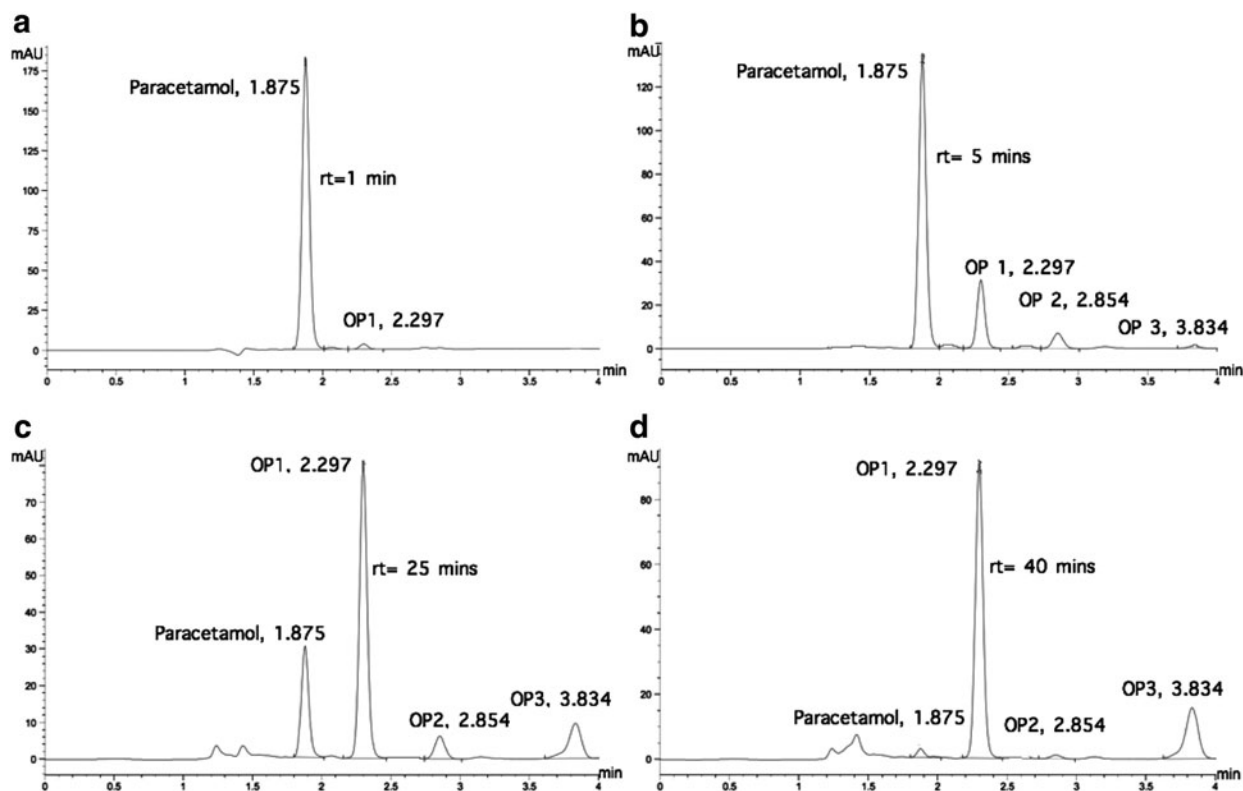 a
mAU
175
150
125
100
75
50
25
0
Paracetamol, 1.875
rt=1 min
OP1, 2.297
0 0.5 1 1.5 2 2.5 3 3.5 4 min
b
mAU
120
100
80
60
40
20
0
Paracetamol, 1.875
rt= 5 mins
OP 1, 2.297
OP 2, 2.854
OP 3, 3.834
0 0.5 1 1.5 2 2.5 3 3.5 4 min
c
mAU
70
60
50
40
30
20
10
0
OP1, 2.297
rt= 25 mins
Paracetamol, 1.875
OP2, 2.854
OP3, 3.834
0 0.5 1 1.5 2 2.5 3 3.5 4 min
d
mAU
80
60
40
20
0
OP1, 2.297
rt= 40 mins
Paracetamol, 1.875
OP2, 2.854
OP3, 3.834
0 0.5 1 1.5 2 2.5 3 3.5 4 min